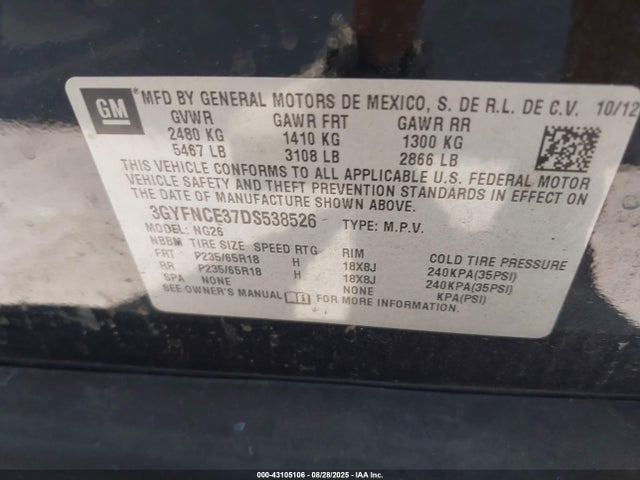 GM
*MFD BY GENERAL MOTORS DE MEXICO, S. DE R.L. DE C.V. 10/12
GVWR GAWR FRT GAWR RR
2480 KG 1410 KG 1300 KG
5467 LB 3108 LB 2866 LB
THIS VEHICLE CONFORMS TO ALL APPLICABLE U.S. FEDERAL MOTOR
VEHICLE SAFETY AND THEFT PREVENTION STANDARDS IN EFFECT ON
THE DATE OF MANUFACTURE SHOWN ABOVE.
3GYFNCE37DS538526 TYPE: M.P.V.
MODEL: NG26
NBBM TIRE SIZE SPEED RTG RIM COLD TIRE PRESSURE
FRT P235/65R18 H 18X8J 240KPA(35PSI)
RR P235/65R18 H 18X8J 240KPA(35PSI)
SPA NONE NONE KPA(PSI)
SEE OWNER'S MANUAL FOR MORE INFORMATION.
000-43105106 - 08/28/2025 - IAA Inc.